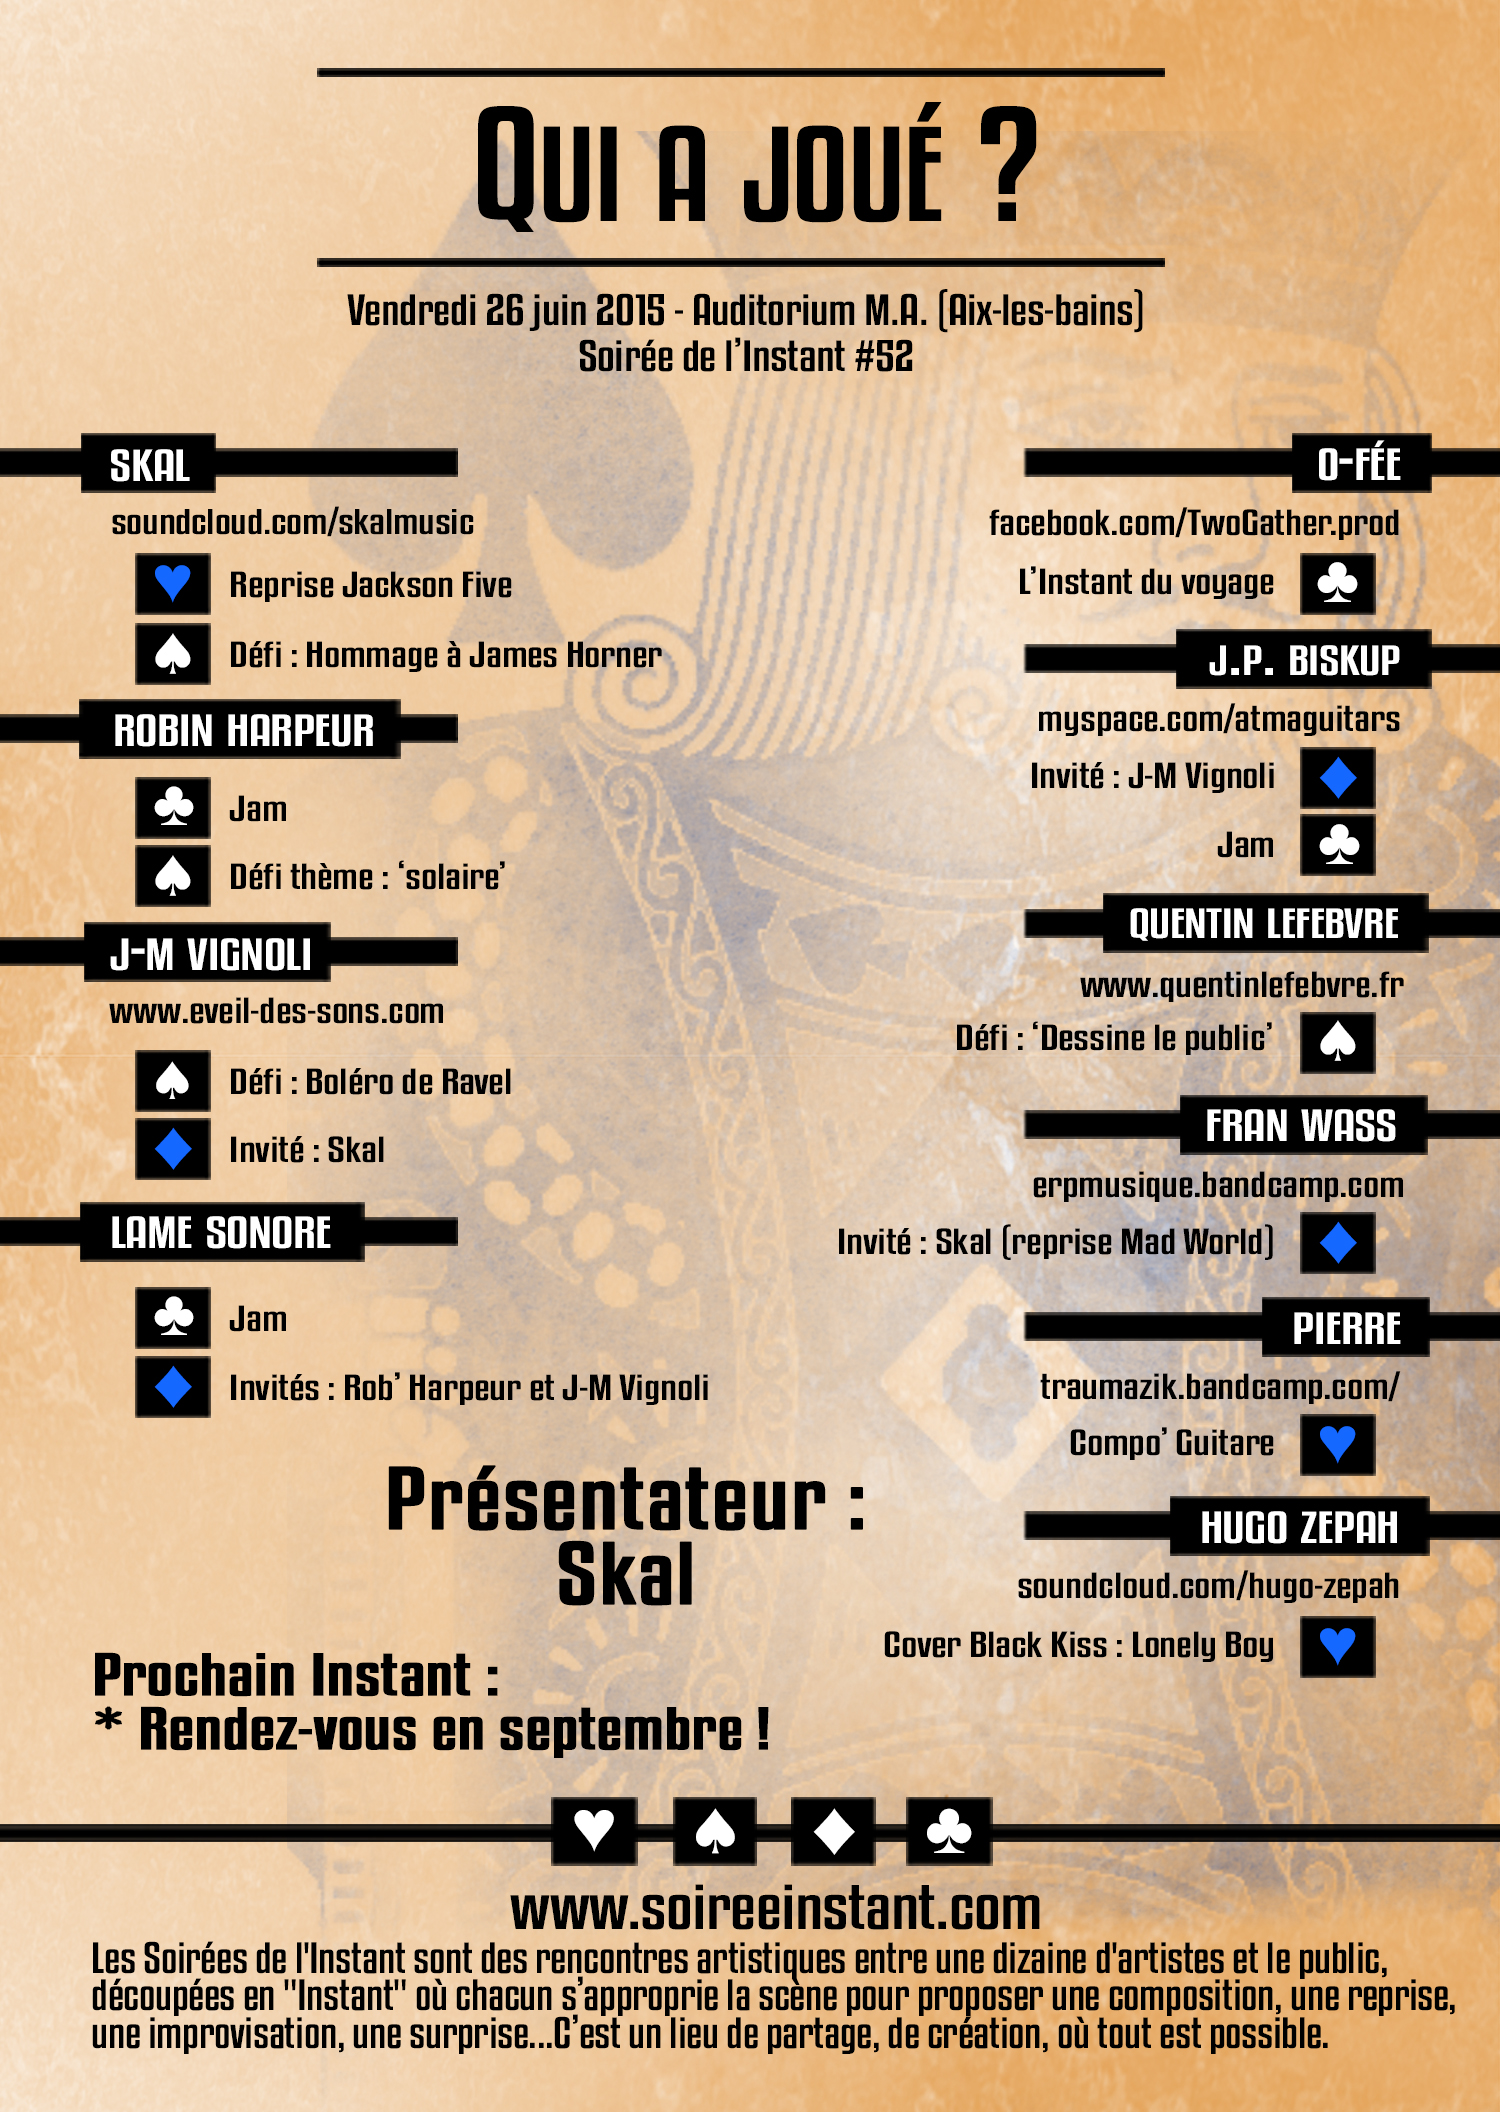 Qui a joué ?
Vendredi 26 juin 2015 - Auditorium M.A. (Aix-les-bains)
Soirée de l’Instant #52
SKAL
soundcloud.com/skalmusic
Reprise Jackson Five
Défi : Hommage à James Horner
ROBIN HARPEUR
Jam
Défi thème : ‘solaire’
J-M VIGNOLI
www.eveil-des-sons.com
Défi : Boléro de Ravel
Invité : Skal
LAME SONORE
Jam
Invités : Rob’ Harpeur et J-M Vignoli
O-FÉE
facebook.com/TwoGather.prod
L’Instant du voyage
J.P. BISKUP
myspace.com/atmaguitars
Invité : J-M Vignoli
Jam
QUENTIN LEFEBVRE
www.quentinlefebvre.fr
Défi : ‘Dessine le public’
FRAN WASS
erpmusique.bandcamp.com
Invité : Skal (reprise Mad World)
PIERRE
traumazik.bandcamp.com/
Compo’ Guitare
HUGO ZEPAH
soundcloud.com/hugo-zepah
Cover Black Kiss : Lonely Boy
Présentateur :
Skal
Prochain Instant :
* Rendez-vous en septembre !
www.soireeinstant.com
Les Soirées de l'Instant sont des rencontres artistiques entre une dizaine d'artistes et le public,
découpées en "Instant" où chacun s’approprie la scène pour proposer une composition, une reprise,
une improvisation, une surprise...C’est un lieu de partage, de création, où tout est possible.